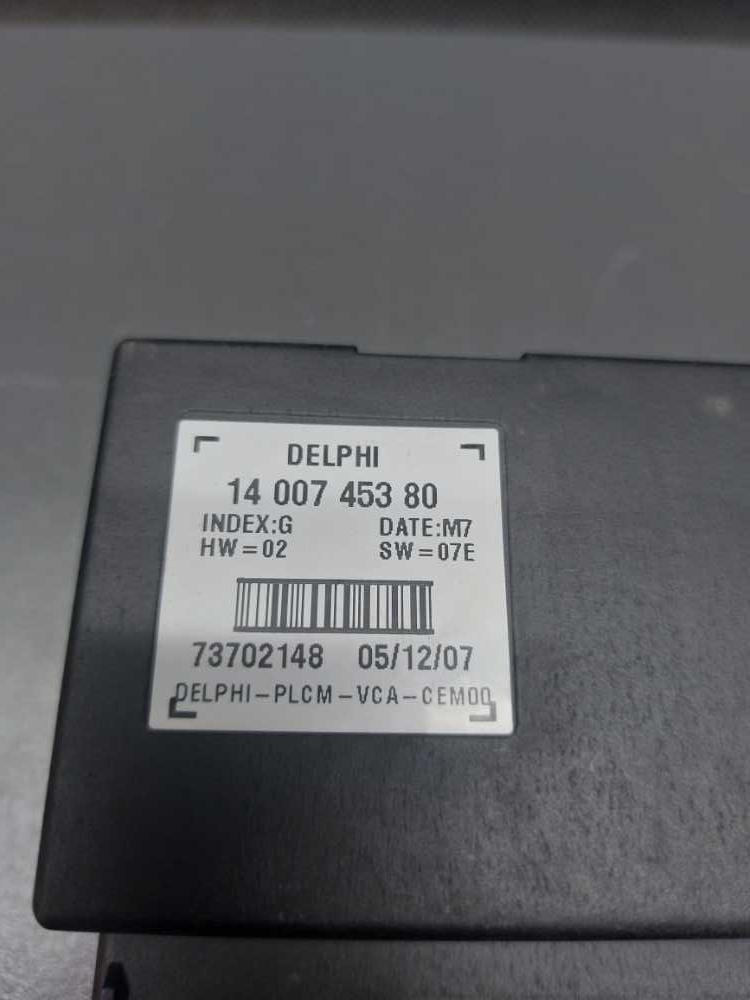 DELPHI
14 007 453 80
INDEX:G DATE:M7
HW=02 SW=07E
73702148 05/12/07
DELPHI-PLCM-VCA-CEM00